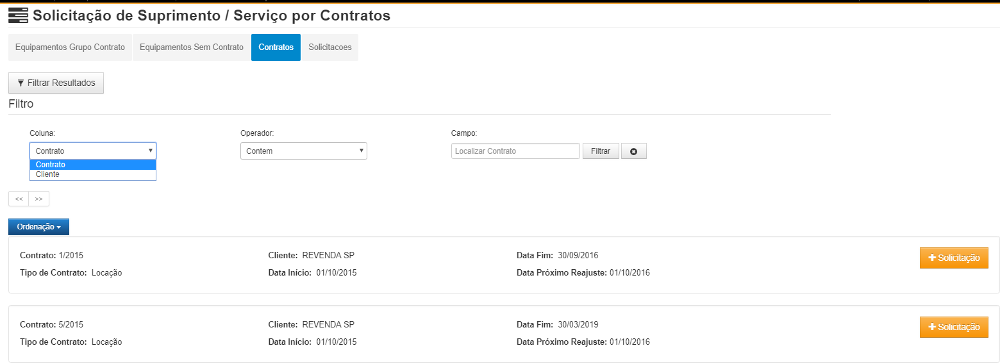 Solicitação de Suprimento / Serviço por Contratos
Equipamentos Grupo Contrato Equipamentos Sem Contrato Contratos Solicitacoes
Filtrar Resultados
Filtro
Coluna: Operador: Campo:
Contrato Contem Localizar Contrato Filtrar
Contrato
Cliente
<< >>
Ordenação
Contrato: 1/2015 Cliente: REVENDA SP Data Fim: 30/09/2016 + Solicitação
Tipo de Contrato: Locação Data Início: 01/10/2015 Data Próximo Reajuste: 01/10/2016
Contrato: 5/2015 Cliente: REVENDA SP Data Fim: 30/03/2019 + Solicitação
Tipo de Contrato: Locação Data Início: 01/10/2015 Data Próximo Reajuste: 01/10/2016